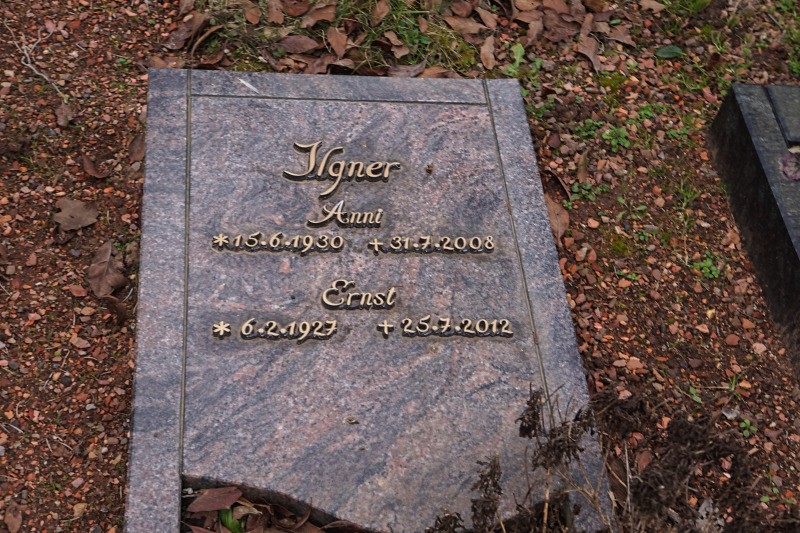 Ilgner
Anni
*15.6.1930 +31.7.2008
Ernst
* 6.2.1927 + 25.7.2012